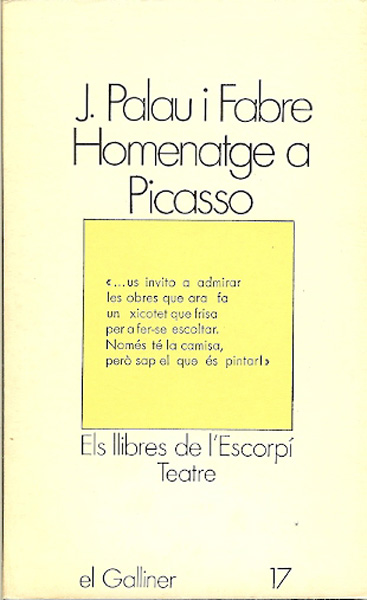 J. Palau i Fabre
Homenatge a
Picasso
«...us invito a admirar
les obres que ara fa
un xicotet que frisa
per a fer-se escoltar.
Només té la camisa,
però sap el que és pintar!»
Els llibres de l'Escorpí
Teatre
el Galliner 17